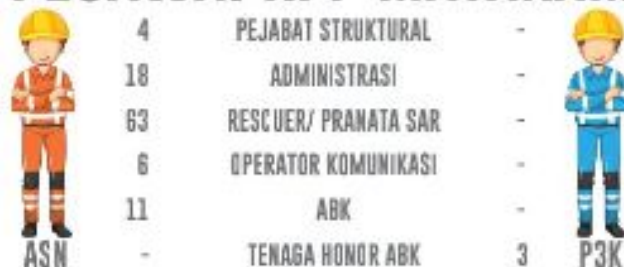 4 PEJABAT STRUKTURAL -
18 ADMINISTRASI -
63 RESCUER/ PRANATA SAR -
6 OPERATOR KOMUNIKASI -
11 ABK -
ASN - TENAGA HONOR ABK 3 P3K